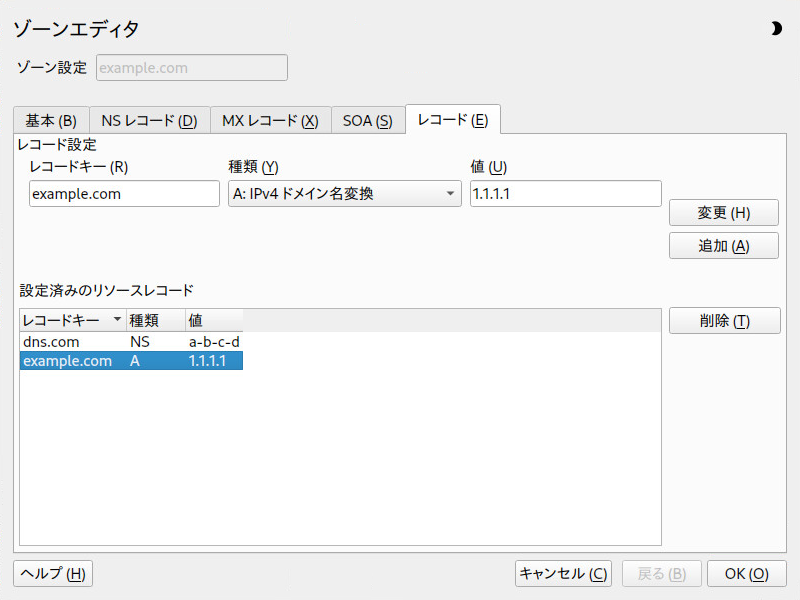 ゾーンエディタ
ゾーン設定 example.com
基本 (B) NS レコード (D) MX レコード (X) SOA (S) レコード (E)
レコード設定
レコードキー (R) 種類 (Y) 値 (U)
example.com A: IPv4 ドメイン名変換 1.1.1.1
変更 (H)
追加 (A)
設定済みのリソースレコード
レコードキー 種類 値
削除 (T)
dns.com NS a-b-c-d
example.com A 1.1.1.1
ヘルプ (H) キャンセル (C) 戻る (B) OK (O)